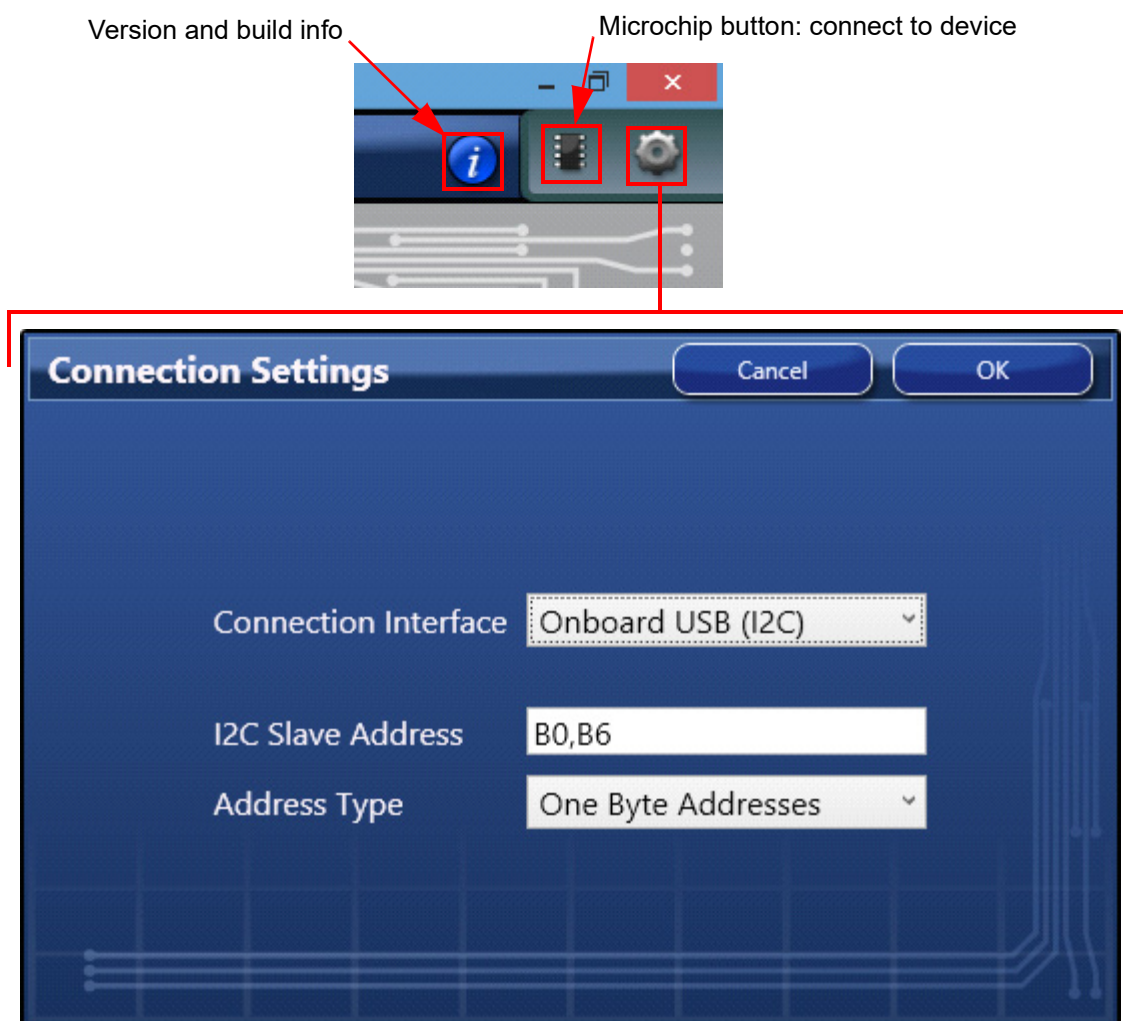 Version and build info
Microchip button: connect to device
i
Connection Settings
Cancel
OK
Connection Interface
Onboard USB (I2C)
I2C Slave Address
B0,B6
Address Type
One Byte Addresses